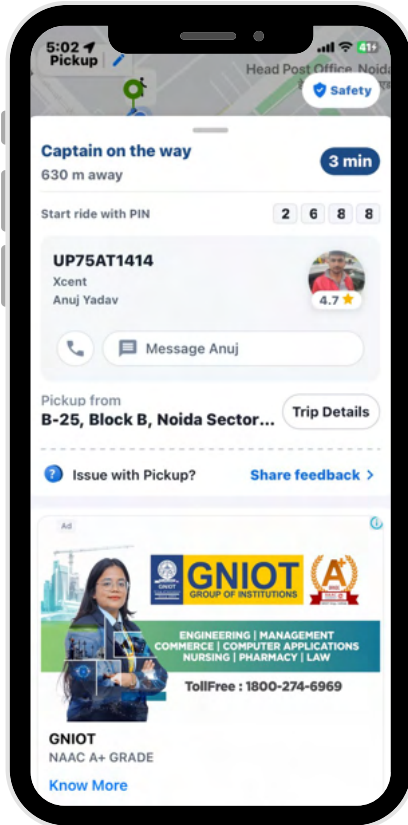 5:02
41
Pickup
Head Post Office, Noida
Safety
Captain on the way
3 min
630 m away
Start ride with PIN
2 6 8 8
UP75AT1414
Xcent
Anuj Yadav
4.7
Message Anuj
Pickup from
B-25, Block B, Noida Sector...
Trip Details
Issue with Pickup?
Share feedback >
Ad
GNIOT
GNIOT
GROUP OF INSTITUTIONS
A+
ENGINEERING | MANAGEMENT
COMMERCE | COMPUTER APPLICATIONS
NURSING | PHARMACY | LAW
TollFree : 1800-274-6969
GNIOT
NAAC A+ GRADE
Know More